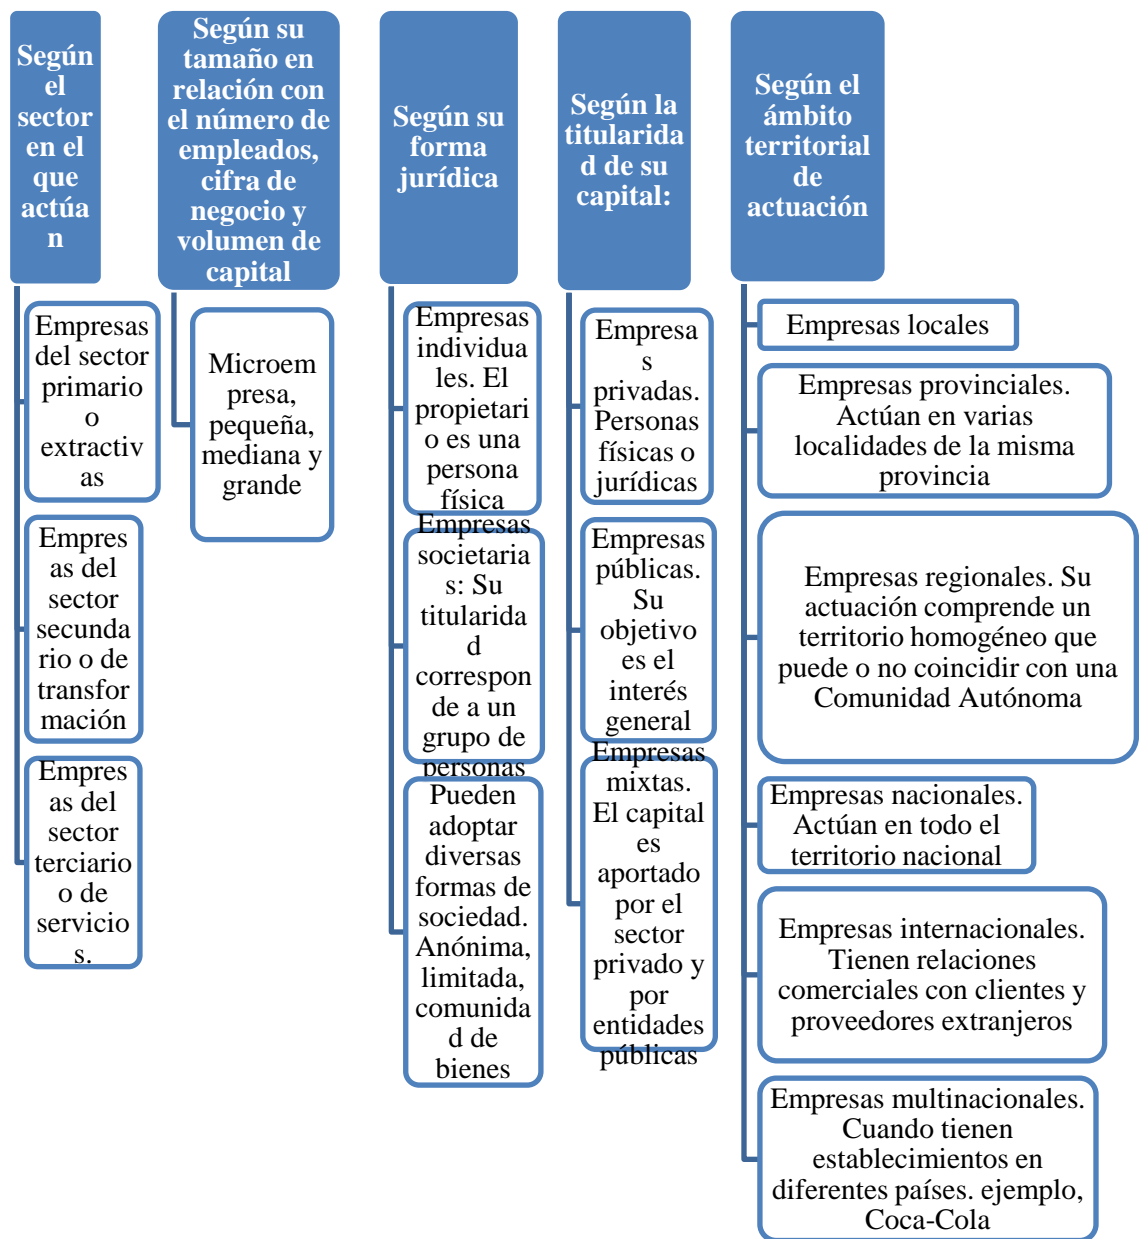 Según
el
sector
en el
que
actúa
n
Empresas
del sector
primario
o
extractiv
as
Empres
as del
sector
secunda
rio o de
transfor
mación
Empres
as del
sector
terciario
o de
servicio
s.
Según su
tamaño en
relación con
el número de
empleados,
cifra de
negocio y
volumen de
capital
Microem
presa,
pequeña,
mediana y
grande
Según su
forma
jurídica
Empresas
individua
les. El
propietari
o es una
persona
física
Empresas
societaria
s: Su
titularida
d
correspon
de a un
grupo de
personas
Pueden
adoptar
diversas
formas de
sociedad.
Anónima,
limitada,
comunida
d de
bienes
Según la
titularida
d de su
capital:
Empresa
s
privadas.
Personas
físicas o
jurídicas
Empresas
públicas.
Su
objetivo
es el
interés
general
Empresas
mixtas.
El capital
es
aportado
por el
sector
privado y
por
entidades
públicas
Según el
ámbito
territorial
de
actuación
Empresas locales
Empresas provinciales.
Actúan en varias
localidades de la misma
provincia
Empresas regionales. Su
actuación comprende un
territorio homogéneo que
puede o no coincidir con una
Comunidad Autónoma
Empresas nacionales.
Actúan en todo el
territorio nacional
Empresas internacionales.
Tienen relaciones
comerciales con clientes y
proveedores extranjeros
Empresas multinacionales.
Cuando tienen
establecimientos en
diferentes países. ejemplo,
Coca-Cola